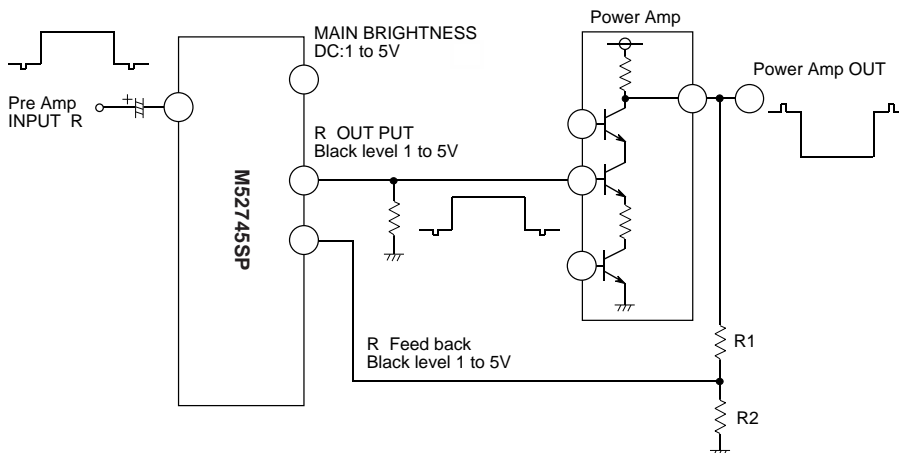 Power Amp
MAIN BRIGHTNESS
DC:1 to 5V
Power Amp OUT
Pre Amp
INPUT R
R OUT PUT
Black level 1 to 5V
M52745SP
R1
R Feed back
Black level 1 to 5V
R2